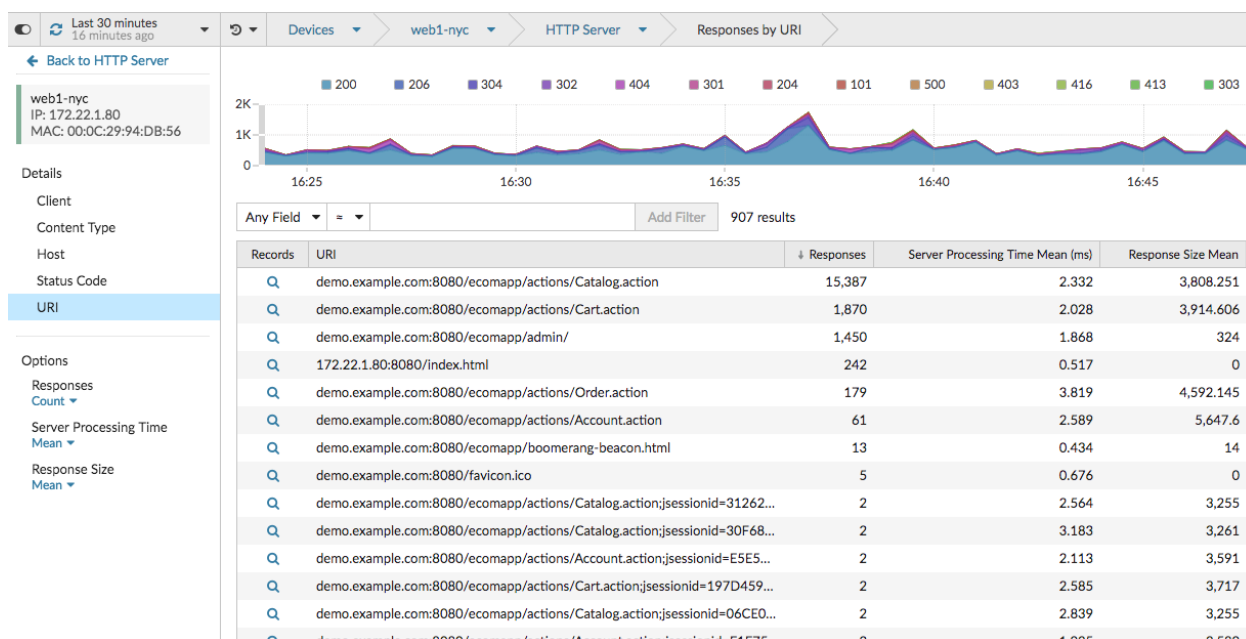 Last 30 minutes
16 minutes ago
Devices
web1-nyc
HTTP Server
Responses by URI
Back to HTTP Server
web1-nyc
IP: 172.22.1.80
MAC: 00:0C:29:94:DB:56
Details
Client
Content Type
Host
Status Code
URI
Options
Responses
Count
Server Processing Time
Mean
Response Size
Mean
200 206 304 302 404 301 204 101 500 403 416 413 303
2K
1K
0
16:25 16:30 16:35 16:40 16:45
Any Field ≈ Add Filter 907 results
Records URI ↓ Responses Server Processing Time Mean (ms) Response Size Mean
demo.example.com:8080/ecomapp/actions/Catalog.action 15,387 2.332 3,808.251
demo.example.com:8080/ecomapp/actions/Cart.action 1,870 2.028 3,914.606
demo.example.com:8080/ecomapp/admin/ 1,450 1.868 324
172.22.1.80:8080/index.html 242 0.517 0
demo.example.com:8080/ecomapp/actions/Order.action 179 3.819 4,592.145
demo.example.com:8080/ecomapp/actions/Account.action 61 2.589 5,647.6
demo.example.com:8080/ecomapp/boomerang-beacon.html 13 0.434 14
demo.example.com:8080/favicon.ico 5 0.676 0
demo.example.com:8080/ecomapp/actions/Catalog.action;jsessionid=31262... 2 2.564 3,255
demo.example.com:8080/ecomapp/actions/Catalog.action;jsessionid=30F68... 2 3.183 3,261
demo.example.com:8080/ecomapp/actions/Account.action;jsessionid=E5E5... 2 2.113 3,591
demo.example.com:8080/ecomapp/actions/Cart.action;jsessionid=197D459... 2 2.585 3,717
demo.example.com:8080/ecomapp/actions/Catalog.action;jsessionid=06CE0... 2 2.839 3,255